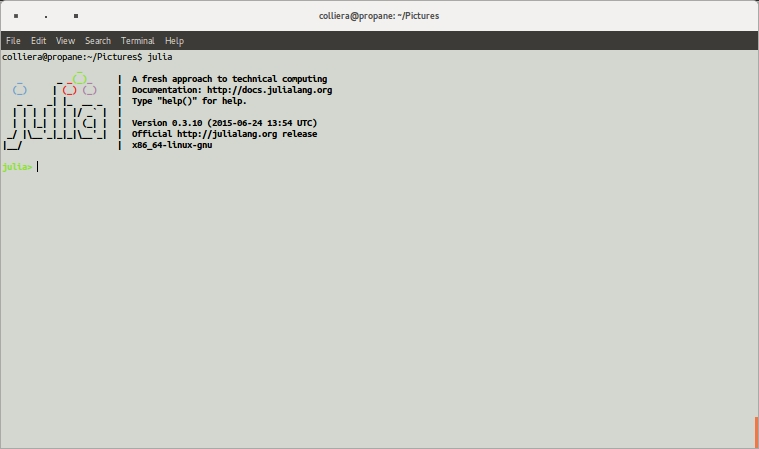 colliera@propane: ~/Pictures
File Edit View Search Terminal Help
colliera@propane:~/Pictures$ julia
A fresh approach to technical computing
Documentation: http://docs.julialang.org
Type "help()" for help.
Version 0.3.10 (2015-06-24 13:54 UTC)
Official http://julialang.org release
x86_64-linux-gnu
julia>